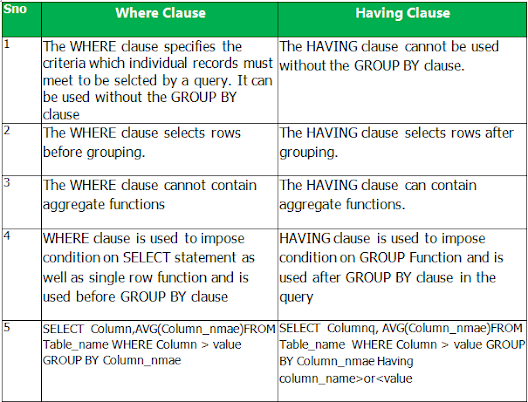 Sno
Where Clause
Having Clause
1
The WHERE clause specifies the
criteria which individual records must
meet to be selcted by a query. It can
be used without the GROUP BY
clause
The HAVING clause cannot be used
without the GROUP BY clause.
2
The WHERE clause selects rows
before grouping.
The HAVING clause selects rows after
grouping.
3
The WHERE clause cannot contain
aggregate functions
The HAVING clause can contain
aggregate functions.
4
WHERE clause is used to impose
condition on SELECT statement as
well as single row function and is
used before GROUP BY clause
HAVING clause is used to impose
condition on GROUP Function and is
used after GROUP BY clause in the
query
5
SELECT Column,AVG(Column_nmae)FROM
Table_name WHERE Column > value
GROUP BY Column_nmae
SELECT Columnq, AVG(Column_nmae)FROM
Table_name WHERE Column > value GROUP
BY Column_nmae Having
column_name>or<value